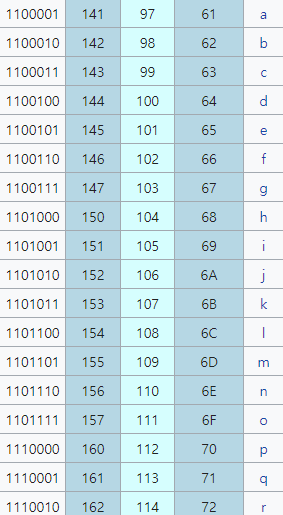 1100001 141 97 61 a
1100010 142 98 62 b
1100011 143 99 63 c
1100100 144 100 64 d
1100101 145 101 65 e
1100110 146 102 66 f
1100111 147 103 67 g
1101000 150 104 68 h
1101001 151 105 69 i
1101010 152 106 6A j
1101011 153 107 6B k
1101100 154 108 6C l
1101101 155 109 6D m
1101110 156 110 6E n
1101111 157 111 6F o
1110000 160 112 70 p
1110001 161 113 71 q
1110010 162 114 72 r